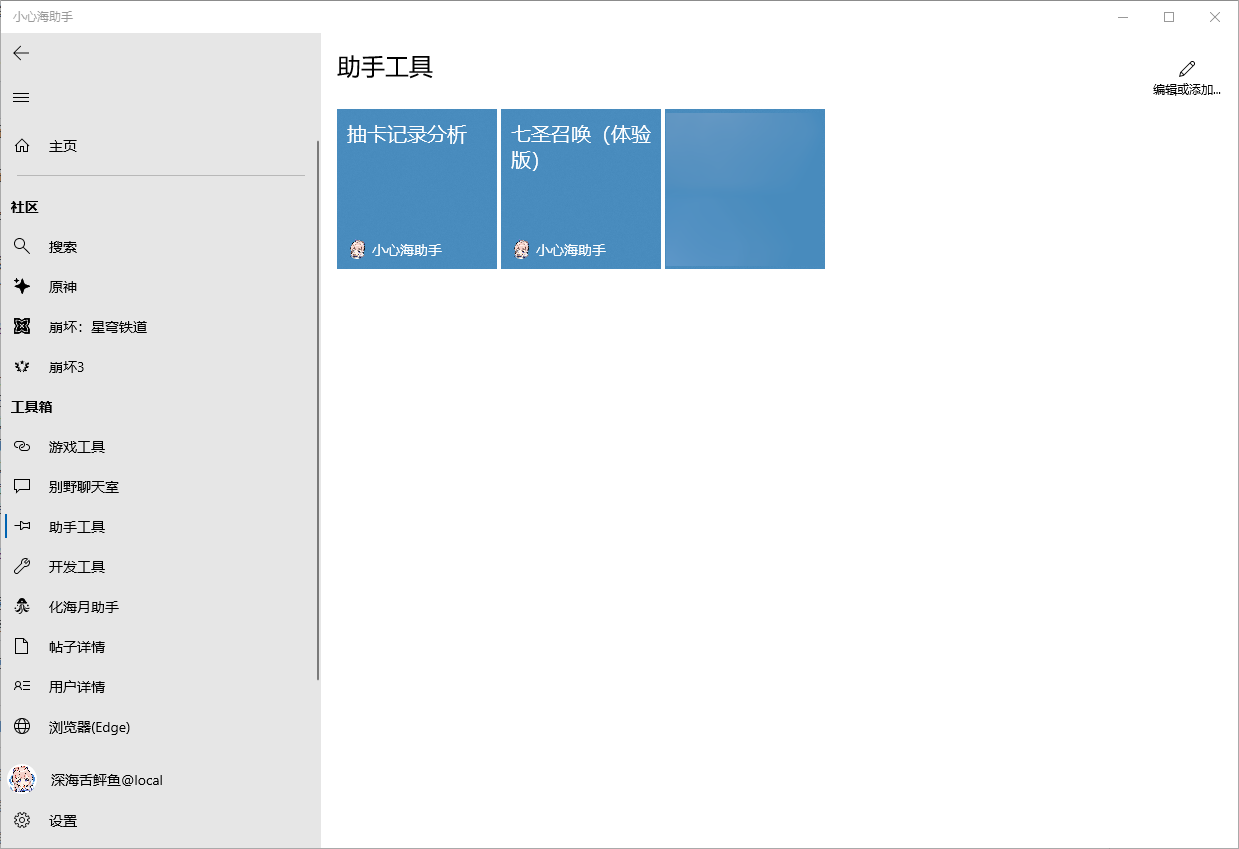 小心海助手
主页
社区
搜索
原神
崩坏：星穹铁道
崩坏3
工具箱
游戏工具
别野聊天室
助手工具
开发工具
化海月助手
帖子详情
用户详情
浏览器(Edge)
深海舌鮃鱼@local
设置
助手工具
编辑或添加...
抽卡记录分析
小心海助手
七圣召唤（体验
版）
小心海助手